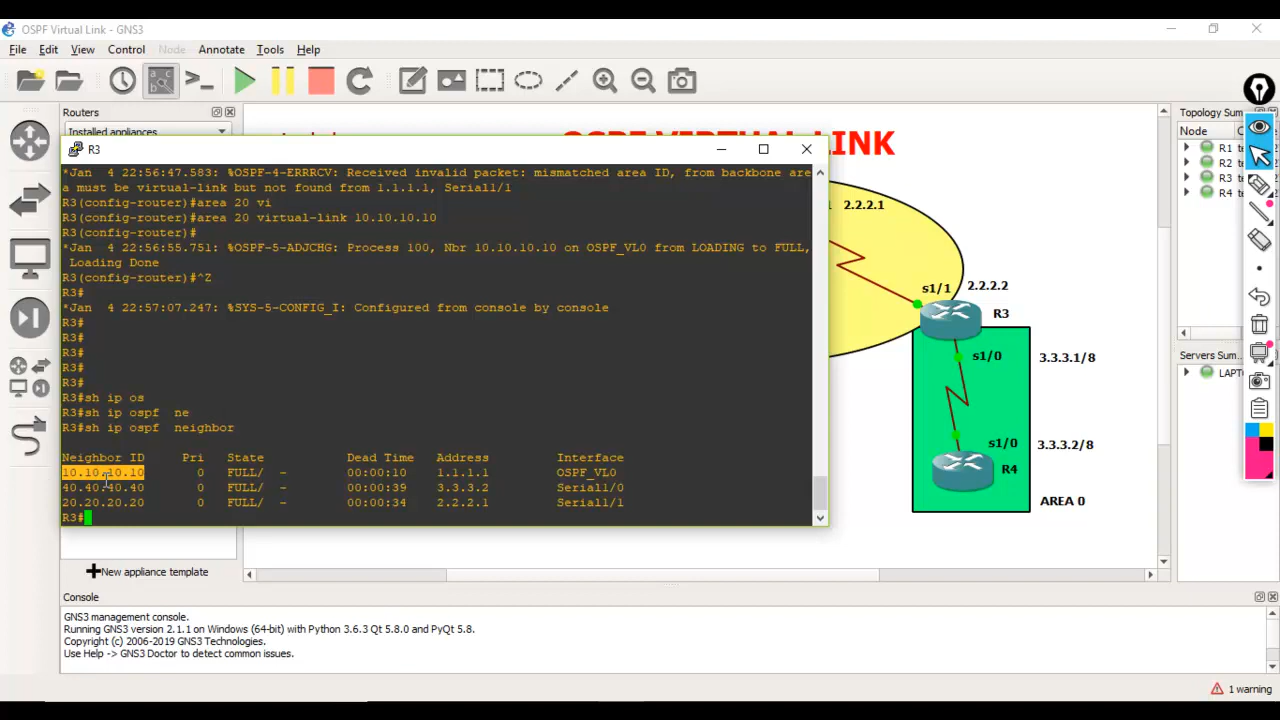 OSPF Virtual Link - GNS3
File Edit View Control Node Annotate Tools Help
Routers
Installed appliances
OSPF VIRTUAL LINK
R3
*Jan  4 22:56:47.583: %OSPF-4-ERRRCV: Received invalid packet: mismatched area ID, from backbone are
a must be virtual-link but not found from 1.1.1.1, Serial1/1
R3(config-router)#area 20 vi
R3(config-router)#area 20 virtual-link 10.10.10.10
R3(config-router)#
*Jan  4 22:56:55.751: %OSPF-5-ADJCHG: Process 100, Nbr 10.10.10.10 on OSPF_VL0 from LOADING to FULL,
Loading Done
R3(config-router)#^Z
R3#
*Jan  4 22:57:07.247: %SYS-5-CONFIG_I: Configured from console by console
R3#
R3#
R3#
R3#
R3#
R3#sh ip os
R3#sh ip ospf  ne
R3#sh ip ospf  neighbor
Neighbor ID     Pri   State           Dead Time   Address         Interface
10.10.10.10       0   FULL/  -        00:00:10    1.1.1.1         OSPF_VL0
40.40.40.40       0   FULL/  -        00:00:39    3.3.3.2         Serial1/0
20.20.20.20       0   FULL/  -        00:00:34    2.2.2.1         Serial1/1
R3#
2.2.2.1
s1/1
2.2.2.2
R3
s1/0
3.3.3.1/8
s1/0
3.3.3.2/8
R4
AREA 0
Topology Sum
Node
R1 te
R2 te
R3 te
R4 te
Servers Sum...
LAPT
New appliance template
Console
GNS3 management console.
Running GNS3 version 2.1.1 on Windows (64-bit) with Python 3.6.3 Qt 5.8.0 and PyQt 5.8.
Copyright (c) 2006-2019 GNS3 Technologies.
Use Help -> GNS3 Doctor to detect common issues.
1 warning